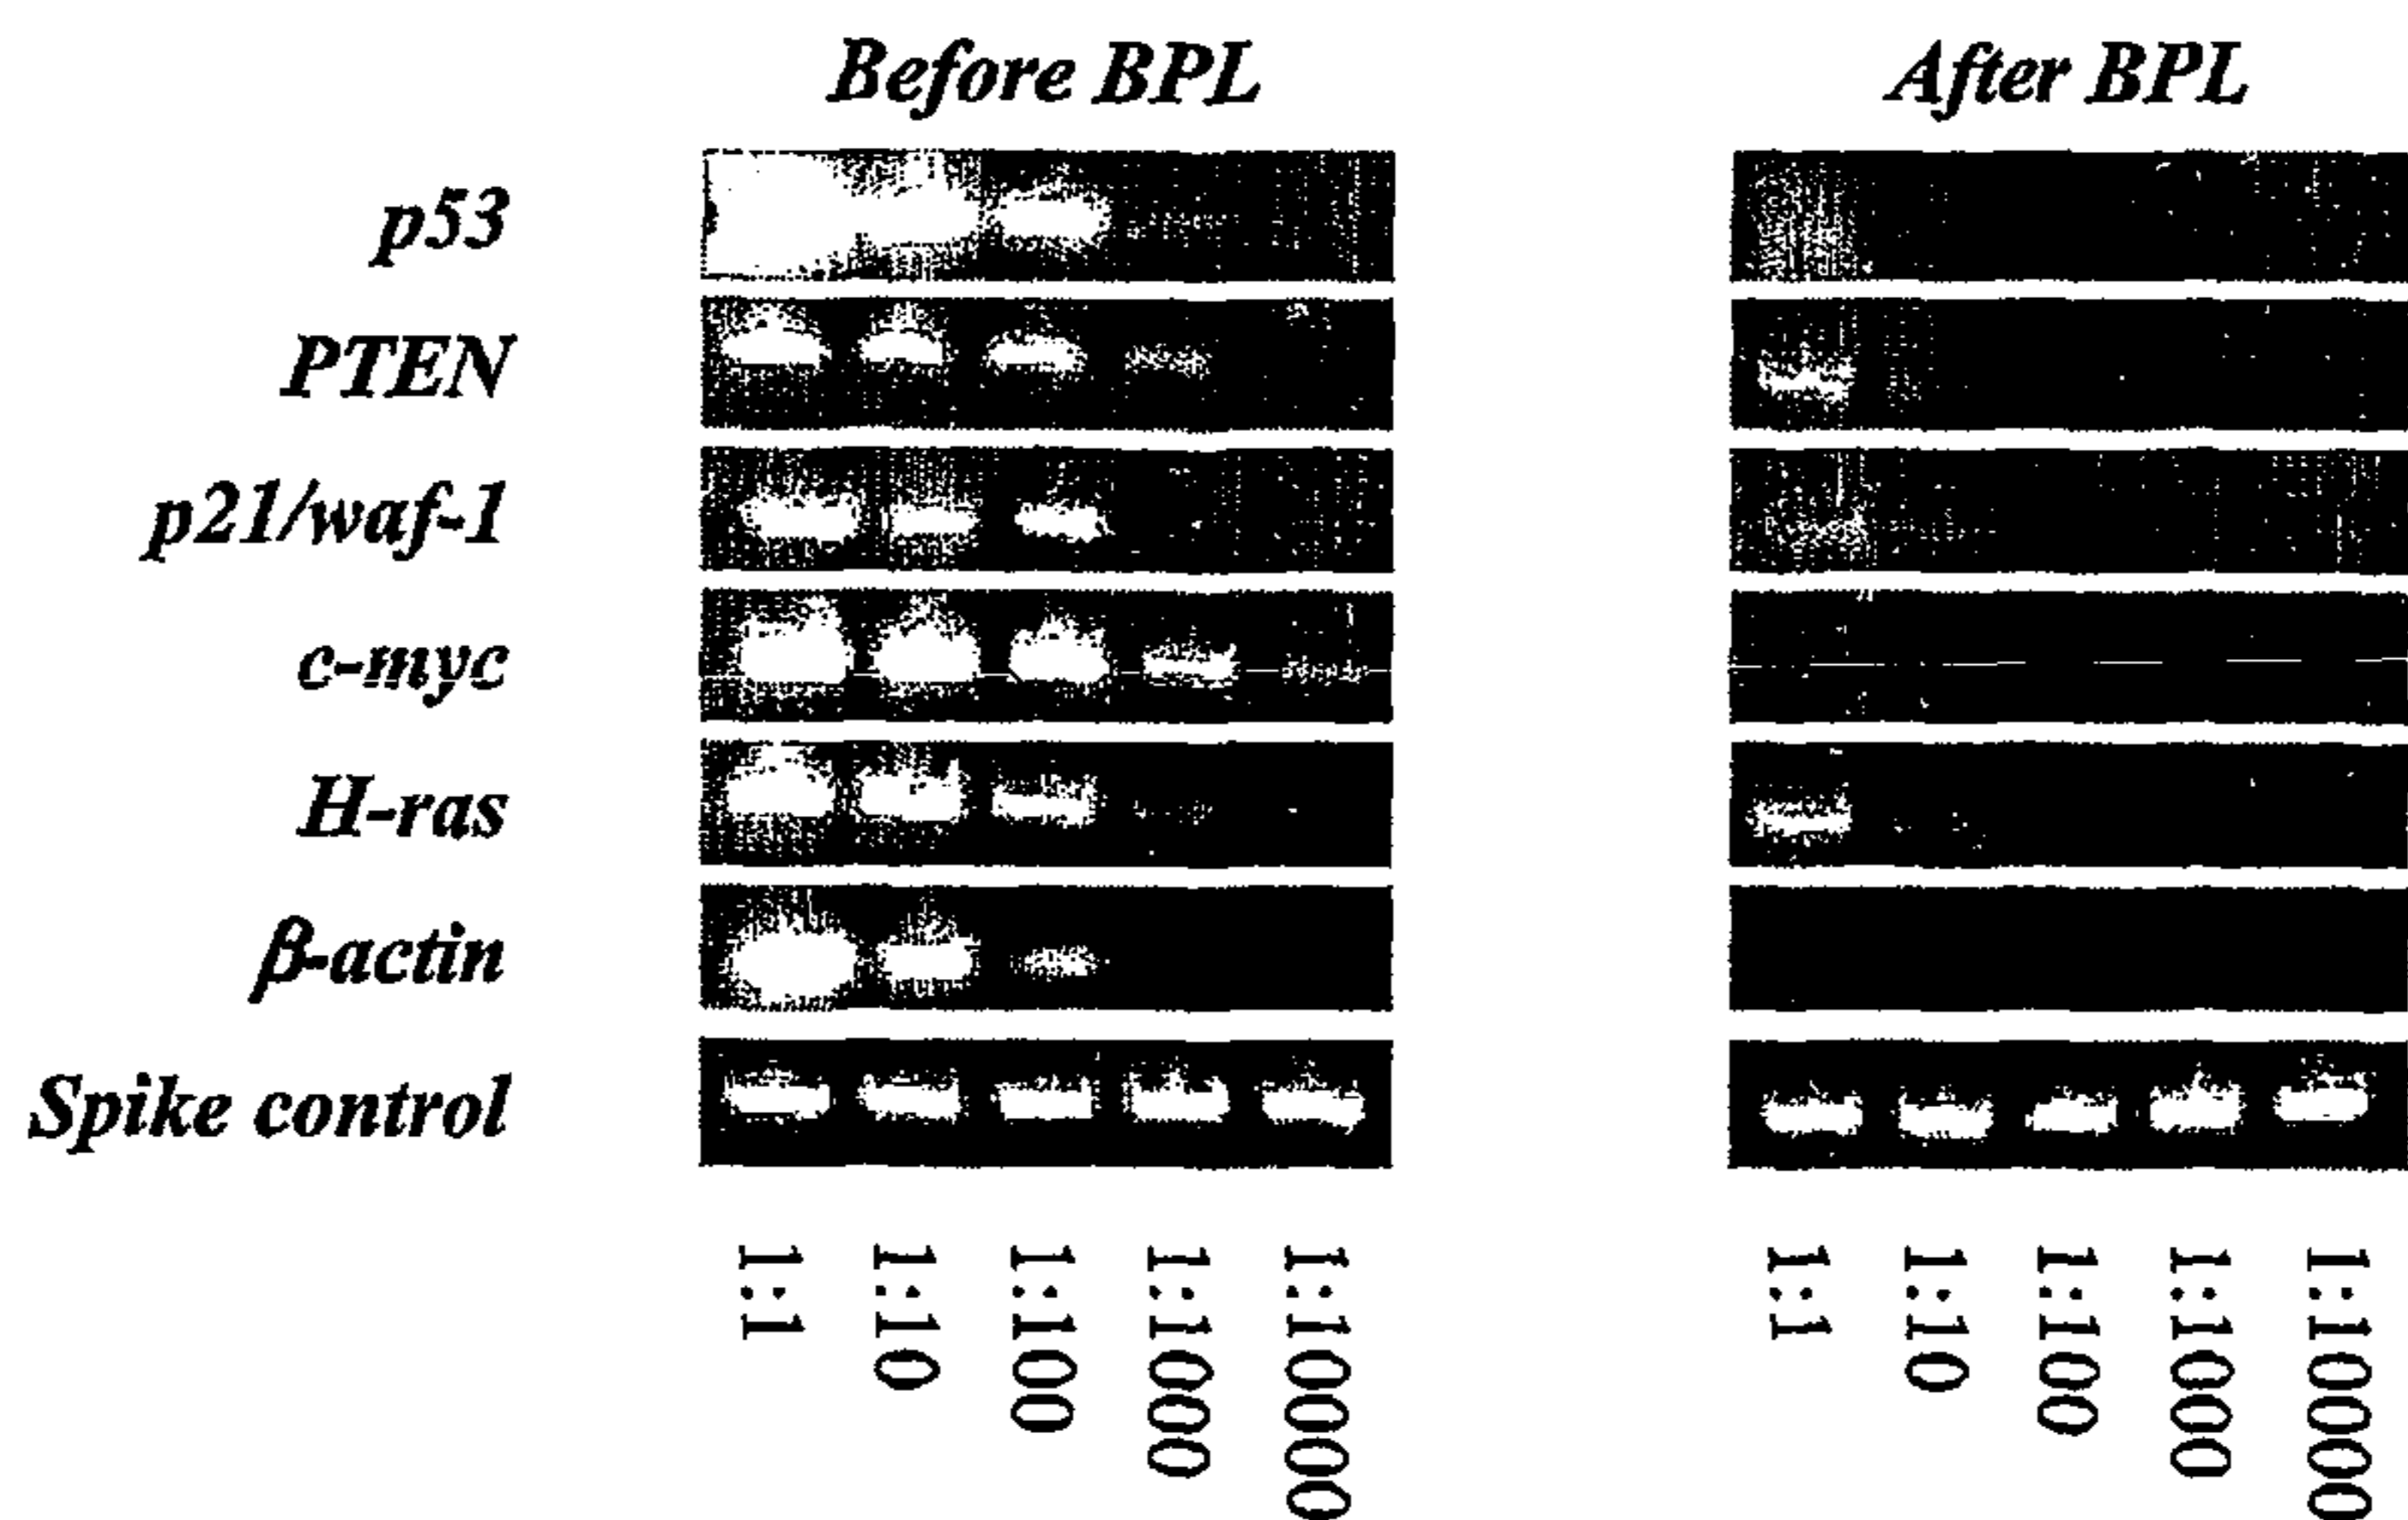 Before BPL After BPL
p53
PTEN
p21/waf-1
c-myc
H-ras
β-actin
Spike control
1:1 1:10 1:100 1:1000 1:10000 1:1 1:10 1:100 1:1000 1:10000